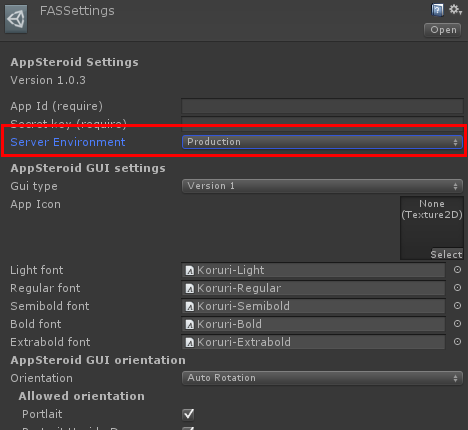 FASSettings
Open
AppSteroid Settings
Version 1.0.3
App Id (require)
Secret key (require)
Server Environment Production
AppSteroid GUI settings
Gui type Version 1
App Icon None
(Texture2D)
Select
Light font Koruri-Light
Regular font Koruri-Regular
Semibold font Koruri-Semibold
Bold font Koruri-Bold
Extrabold font Koruri-Extrabold
AppSteroid GUI orientation
Orientation Auto Rotation
Allowed orientation
Portlait